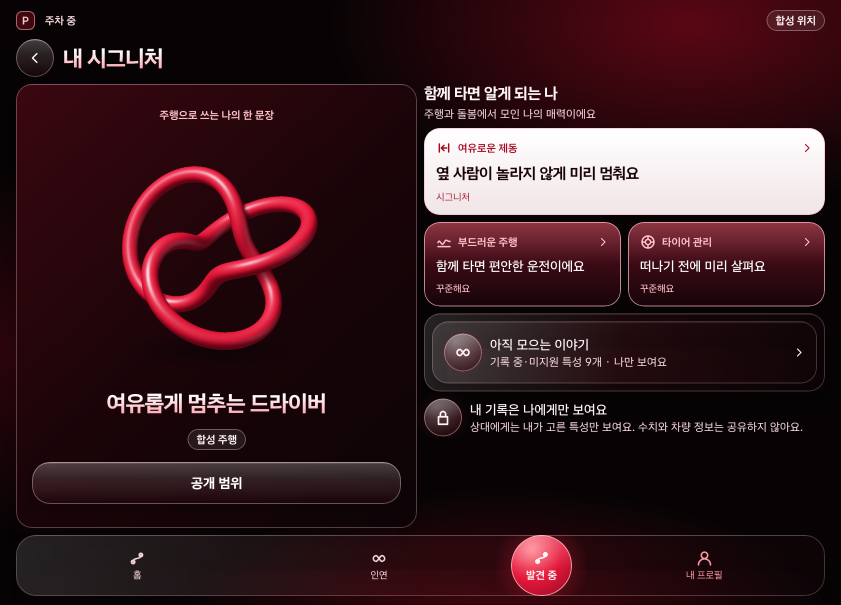 P 주차 중
합성 위치
내 시그니처
주행으로 쓰는 나의 한 문장
여유롭게 멈추는 드라이버
합성 주행
공개 범위
함께 타면 알게 되는 나
주행과 돌봄에서 모인 나의 매력이에요
여유로운 제동
옆 사람이 놀라지 않게 미리 멈춰요
시그니처
부드러운 주행
함께 타면 편안한 운전이에요
꾸준해요
타이어 관리
떠나기 전에 미리 살펴요
꾸준해요
아직 모으는 이야기
기록 중·미지원 특성 9개 · 나만 보여요
내 기록은 나에게만 보여요
상대에게는 내가 고른 특성만 보여요. 수치와 차량 정보는 공유하지 않아요.
홈
인연
발견 중
내 프로필